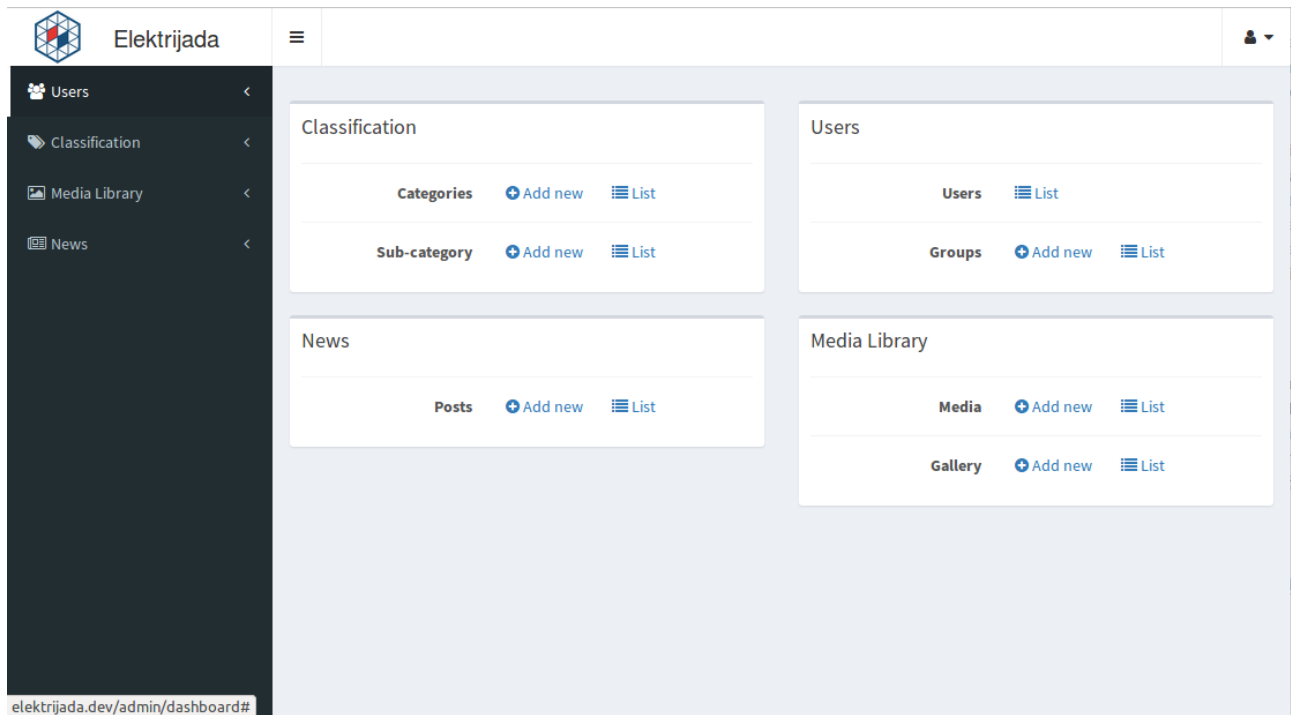 Elektrijada
Users
Classification
Media Library
News
Classification
Categories Add new List
Sub-category Add new List
Users
Users List
Groups Add new List
News
Posts Add new List
Media Library
Media Add new List
Gallery Add new List
elektrijada.dev/admin/dashboard#